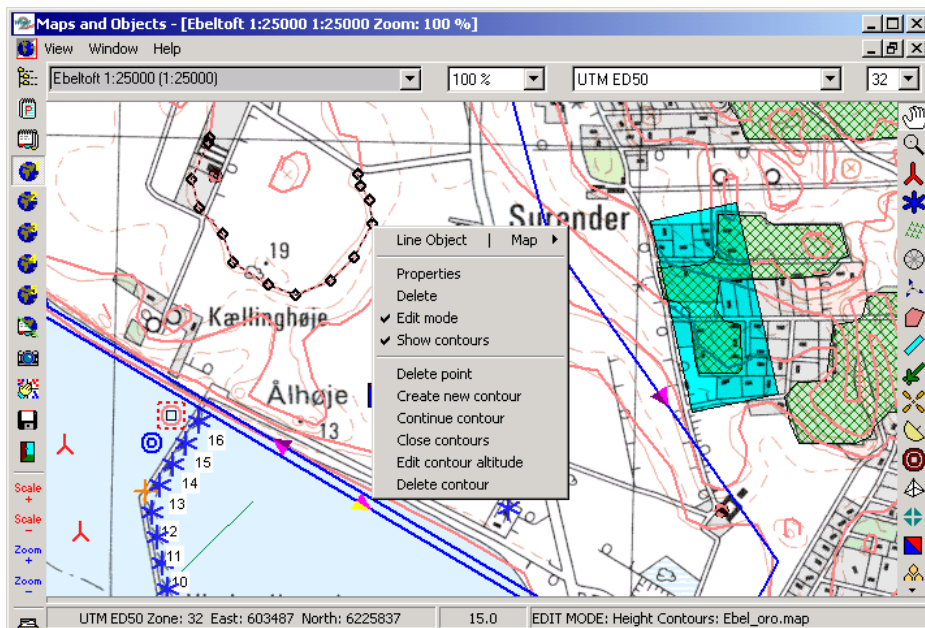 Maps and Objects - [Ebeltoft 1:25000 1:25000 Zoom: 100 %]
View Window Help
Ebeltoft 1:25000 (1:25000) 100 % UTM ED50 32
Surander
19
Line Object | Map
Properties
Delete
Edit mode
Kællinghøje
Show contours
Delete point
Ålhøje
Create new contour
Continue contour
13
16
Close contours
15
Edit contour altitude
14
Delete contour
Scale
+
13
Scale
–
12
Zoom
+
11
Zoom
–
10
UTM ED50 Zone: 32 East: 603487 North: 6225837 15.0 EDIT MODE: Height Contours: Ebel_oro.map